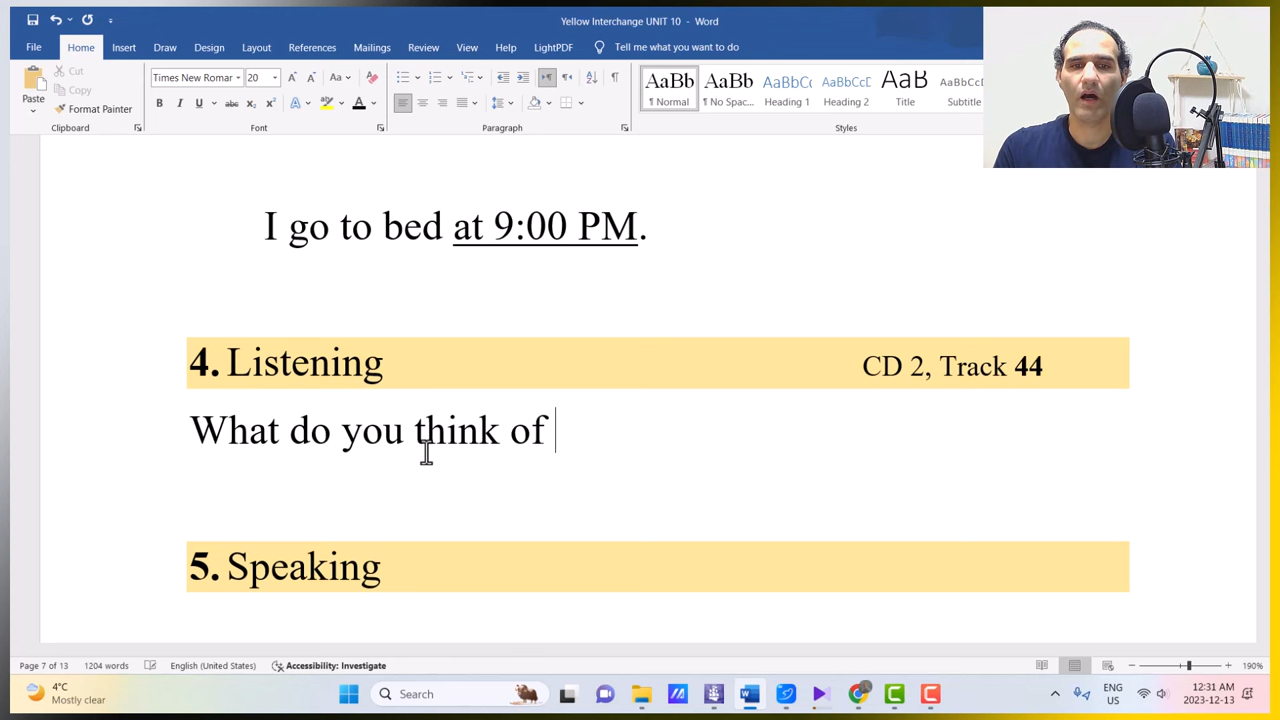 Yellow Interchange UNIT 10 - Word
File Home Insert Draw Design Layout References Mailings Review View Help LightPDF Tell me what you want to do
Paste
Cut
Copy
Format Painter
Clipboard
Times New Romar 20
Font
Paragraph
AaBb AaBb AaBbCc AaBbCcD AaB AaBbCcD
¶ Normal ¶ No Spac... Heading 1 Heading 2 Title Subtitle
Styles
I go to bed at 9:00 PM.
4. Listening CD 2, Track 44
What do you think of
5. Speaking
Page 7 of 13 1204 words English (United States) Accessibility: Investigate 190%
4°C
Mostly clear
Search
ENG
US
12:31 AM
2023-12-13